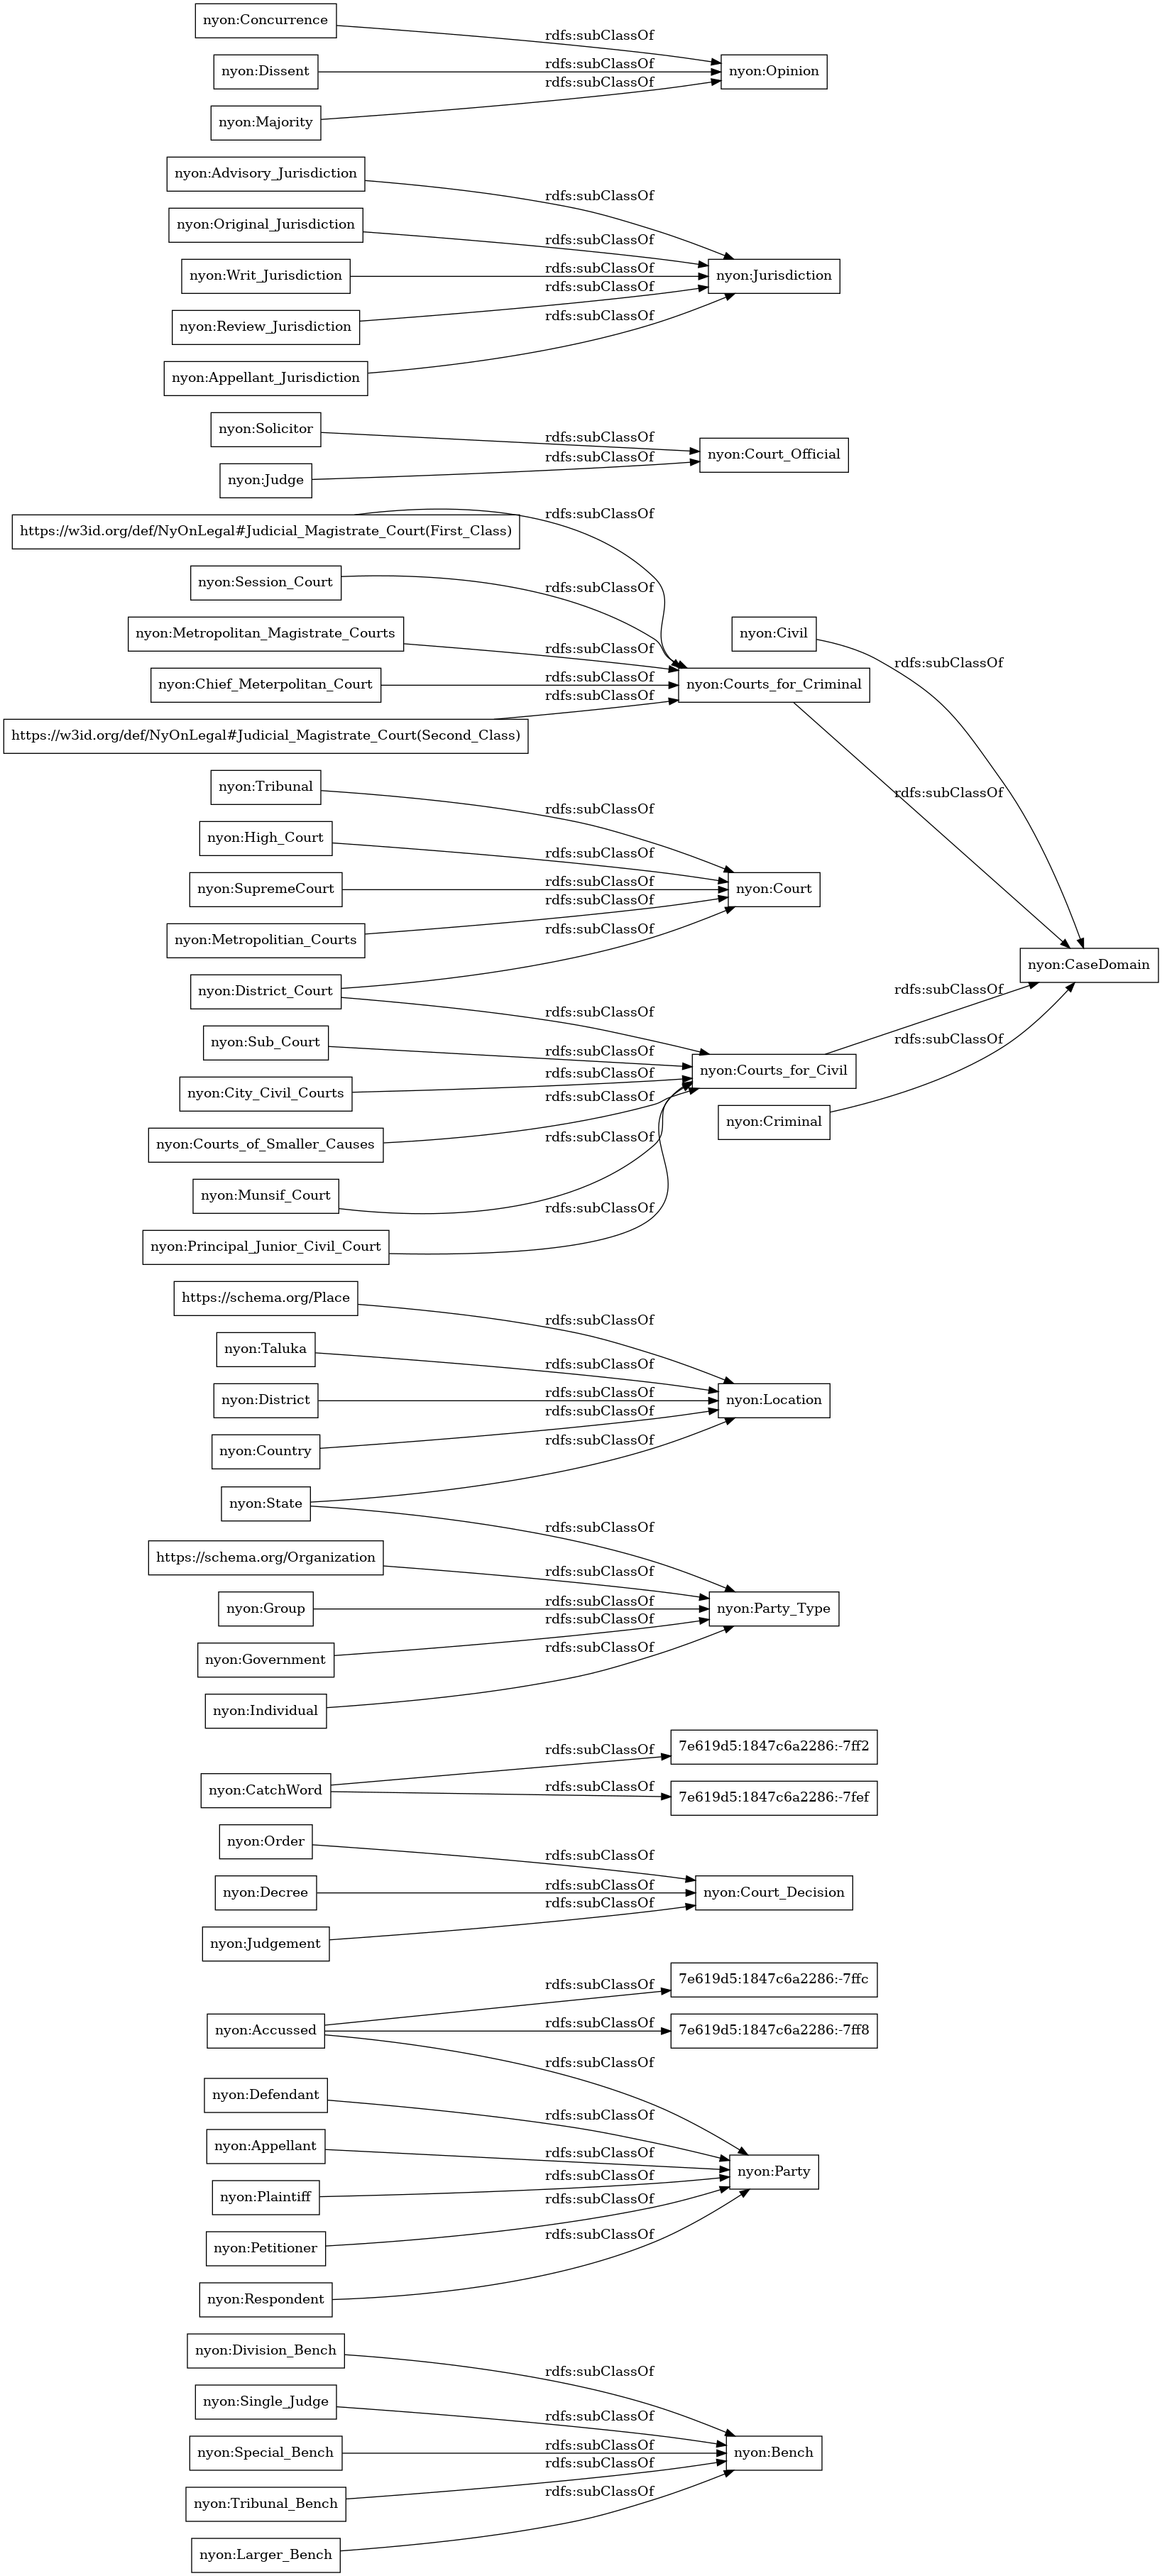 nyon:Concurrence
rdfs:subClassOf
nyon:Dissent
rdfs:subClassOf
nyon:Opinion
rdfs:subClassOf
nyon:Majority
nyon:Advisory_Jurisdiction
rdfs:subClassOf
nyon:Original_Jurisdiction
rdfs:subClassOf
nyon:Writ_Jurisdiction
rdfs:subClassOf
nyon:Jurisdiction
rdfs:subClassOf
nyon:Review_Jurisdiction
rdfs:subClassOf
nyon:Appellant_Jurisdiction
nyon:Solicitor
rdfs:subClassOf
nyon:Court_Official
rdfs:subClassOf
nyon:Judge
rdfs:subClassOf
https://w3id.org/def/NyOnLegal#Judicial_Magistrate_Court(First_Class)
nyon:Session_Court
rdfs:subClassOf
nyon:Metropolitan_Magistrate_Courts
nyon:Civil
rdfs:subClassOf
rdfs:subClassOf
nyon:Chief_Meterpolitan_Court
rdfs:subClassOf
nyon:Courts_for_Criminal
rdfs:subClassOf
https://w3id.org/def/NyOnLegal#Judicial_Magistrate_Court(Second_Class)
nyon:Tribunal
rdfs:subClassOf
rdfs:subClassOf
nyon:High_Court
rdfs:subClassOf
nyon:SupremeCourt
rdfs:subClassOf
nyon:Court
rdfs:subClassOf
nyon:Metropolitian_Courts
rdfs:subClassOf
nyon:CaseDomain
nyon:District_Court
rdfs:subClassOf
rdfs:subClassOf
nyon:Sub_Court
rdfs:subClassOf
rdfs:subClassOf
nyon:City_Civil_Courts
rdfs:subClassOf
nyon:Courts_for_Civil
rdfs:subClassOf
nyon:Criminal
nyon:Courts_of_Smaller_Causes
rdfs:subClassOf
nyon:Munsif_Court
rdfs:subClassOf
nyon:Principal_Junior_Civil_Court
https://schema.org/Place
rdfs:subClassOf
nyon:Taluka
rdfs:subClassOf
nyon:District
rdfs:subClassOf
nyon:Location
rdfs:subClassOf
nyon:Country
rdfs:subClassOf
nyon:State
rdfs:subClassOf
https://schema.org/Organization
rdfs:subClassOf
nyon:Group
rdfs:subClassOf
nyon:Party_Type
rdfs:subClassOf
nyon:Government
rdfs:subClassOf
nyon:Individual
rdfs:subClassOf
7e619d5:1847c6a2286:-7ff2
nyon:CatchWord
rdfs:subClassOf
7e619d5:1847c6a2286:-7fef
nyon:Order
rdfs:subClassOf
nyon:Decree
rdfs:subClassOf
nyon:Court_Decision
rdfs:subClassOf
nyon:Judgement
rdfs:subClassOf
7e619d5:1847c6a2286:-7ffc
nyon:Accussed
rdfs:subClassOf
7e619d5:1847c6a2286:-7ff8
rdfs:subClassOf
nyon:Defendant
rdfs:subClassOf
nyon:Appellant
rdfs:subClassOf
nyon:Party
rdfs:subClassOf
nyon:Plaintiff
rdfs:subClassOf
nyon:Petitioner
rdfs:subClassOf
nyon:Respondent
nyon:Division_Bench
rdfs:subClassOf
nyon:Single_Judge
rdfs:subClassOf
nyon:Special_Bench
rdfs:subClassOf
nyon:Bench
rdfs:subClassOf
nyon:Tribunal_Bench
rdfs:subClassOf
nyon:Larger_Bench